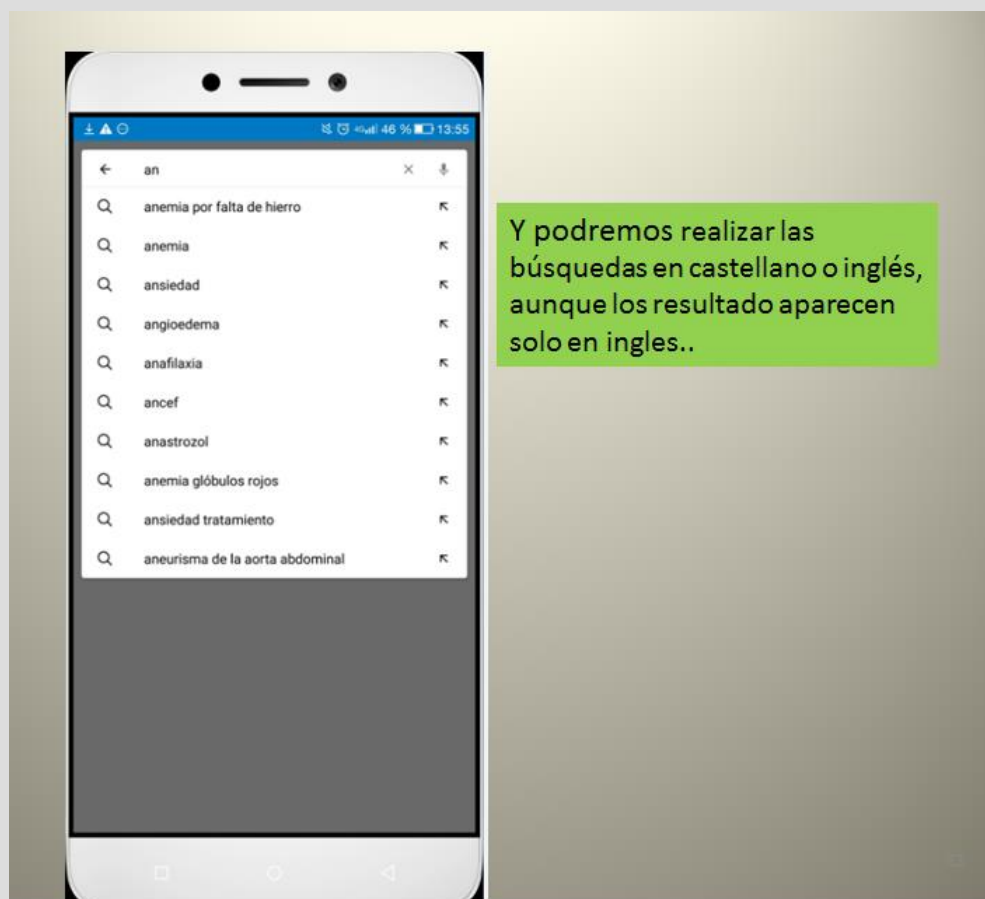 46 % 13:55
an
anemia por falta de hierro
anemia
ansiedad
angioedema
anafilaxia
ancef
anastrozol
anemia glóbulos rojos
ansiedad tratamiento
aneurisma de la aorta abdominal
Y podremos realizar las
búsquedas en castellano o inglés,
aunque los resultado aparecen
solo en ingles..